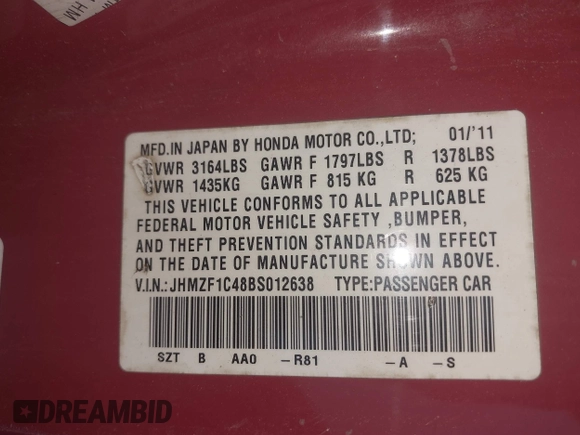 HM
MFD.IN JAPAN BY HONDA MOTOR CO.,LTD; 01/'11
GVWR 3164LBS GAWR F 1797LBS R 1378LBS
GVWR 1435KG GAWR F 815 KG R 625 KG
THIS VEHICLE CONFORMS TO ALL APPLICABLE
FEDERAL MOTOR VEHICLE SAFETY ,BUMPER,
AND THEFT PREVENTION STANDARDS IN EFFECT
ON THE DATE OF MANUFACTURE SHOWN ABOVE.
V.I.N.:JHMZF1C48BS012638 TYPE:PASSENGER CAR
SZT B AA0 –R81 –A –S
DREAMBID